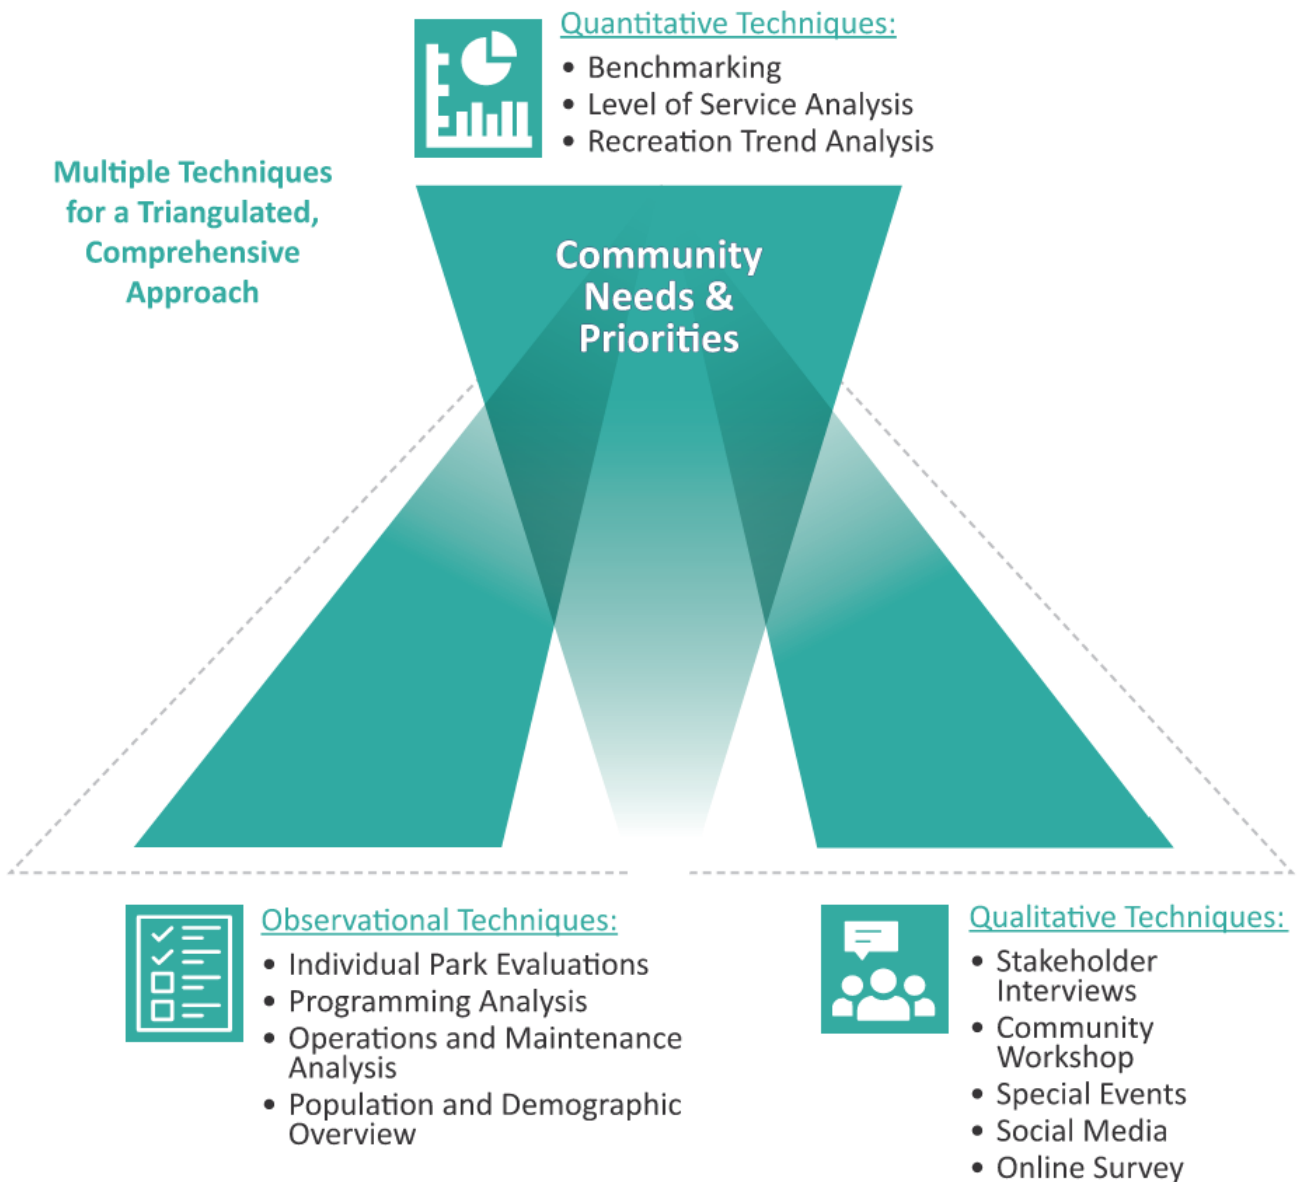 Quantitative Techniques:
• Benchmarking
• Level of Service Analysis
• Recreation Trend Analysis
Multiple Techniques
for a Triangulated,
Comprehensive
Approach
Community
Needs &
Priorities
Observational Techniques:
• Individual Park Evaluations
• Programming Analysis
• Operations and Maintenance
Analysis
• Population and Demographic
Overview
Qualitative Techniques:
• Stakeholder
Interviews
• Community
Workshop
• Special Events
• Social Media
• Online Survey